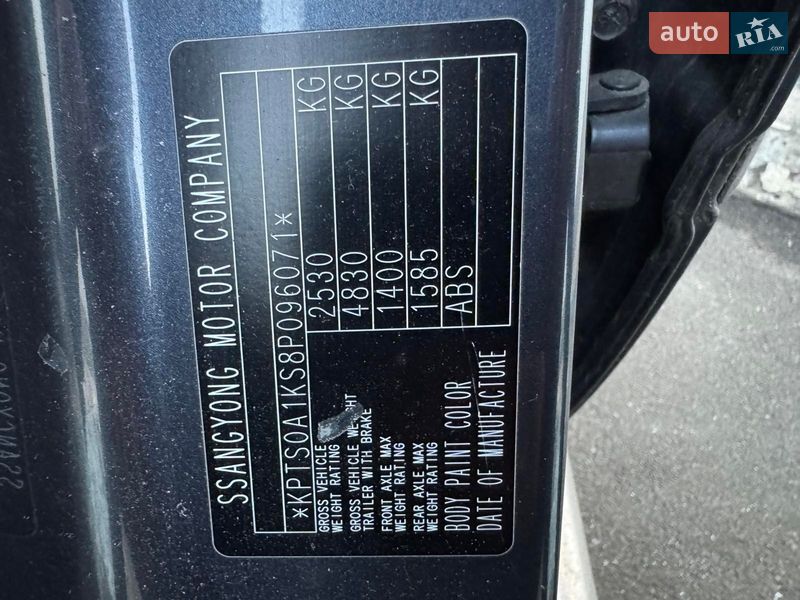 SSANGYONG MOTOR COMPANY
*KPTS0A1KS8P096071*
GROSS VEHICLE
WEIGHT RATING 2530 KG
GROSS VEHICLE WEIGHT
TRAILER WITH BRAKE 4830 KG
FRONT AXLE MAX
WEIGHT RATING 1400 KG
REAR AXLE MAX
WEIGHT RATING 1585 KG
BODY PAINT COLOR ABS
DATE OF MANUFACTURE
auto RIA .com